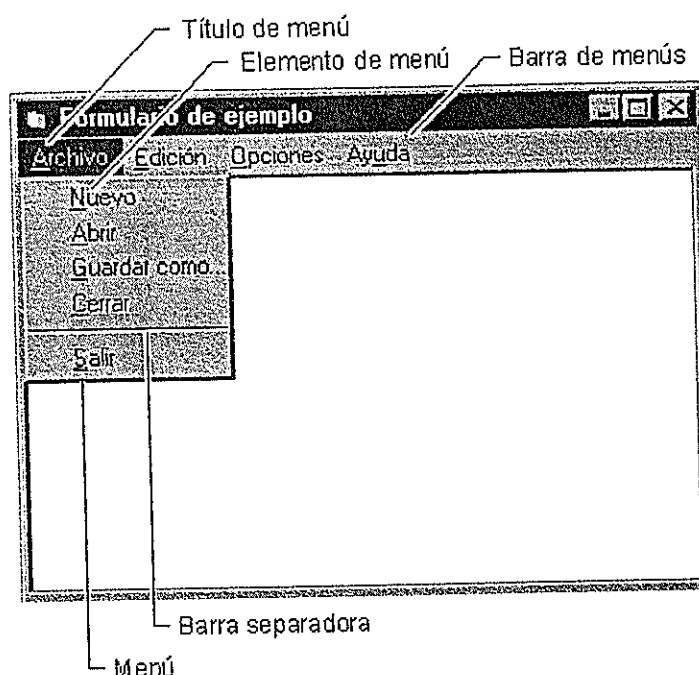 Título de menú
Elemento de menú
Barra de menús
Formulario de ejemplo
Archivo Edición Opciones Ayuda
Nuevo
Abrir
Guardar como...
Cerrar
Salir
Barra separadora
Menú